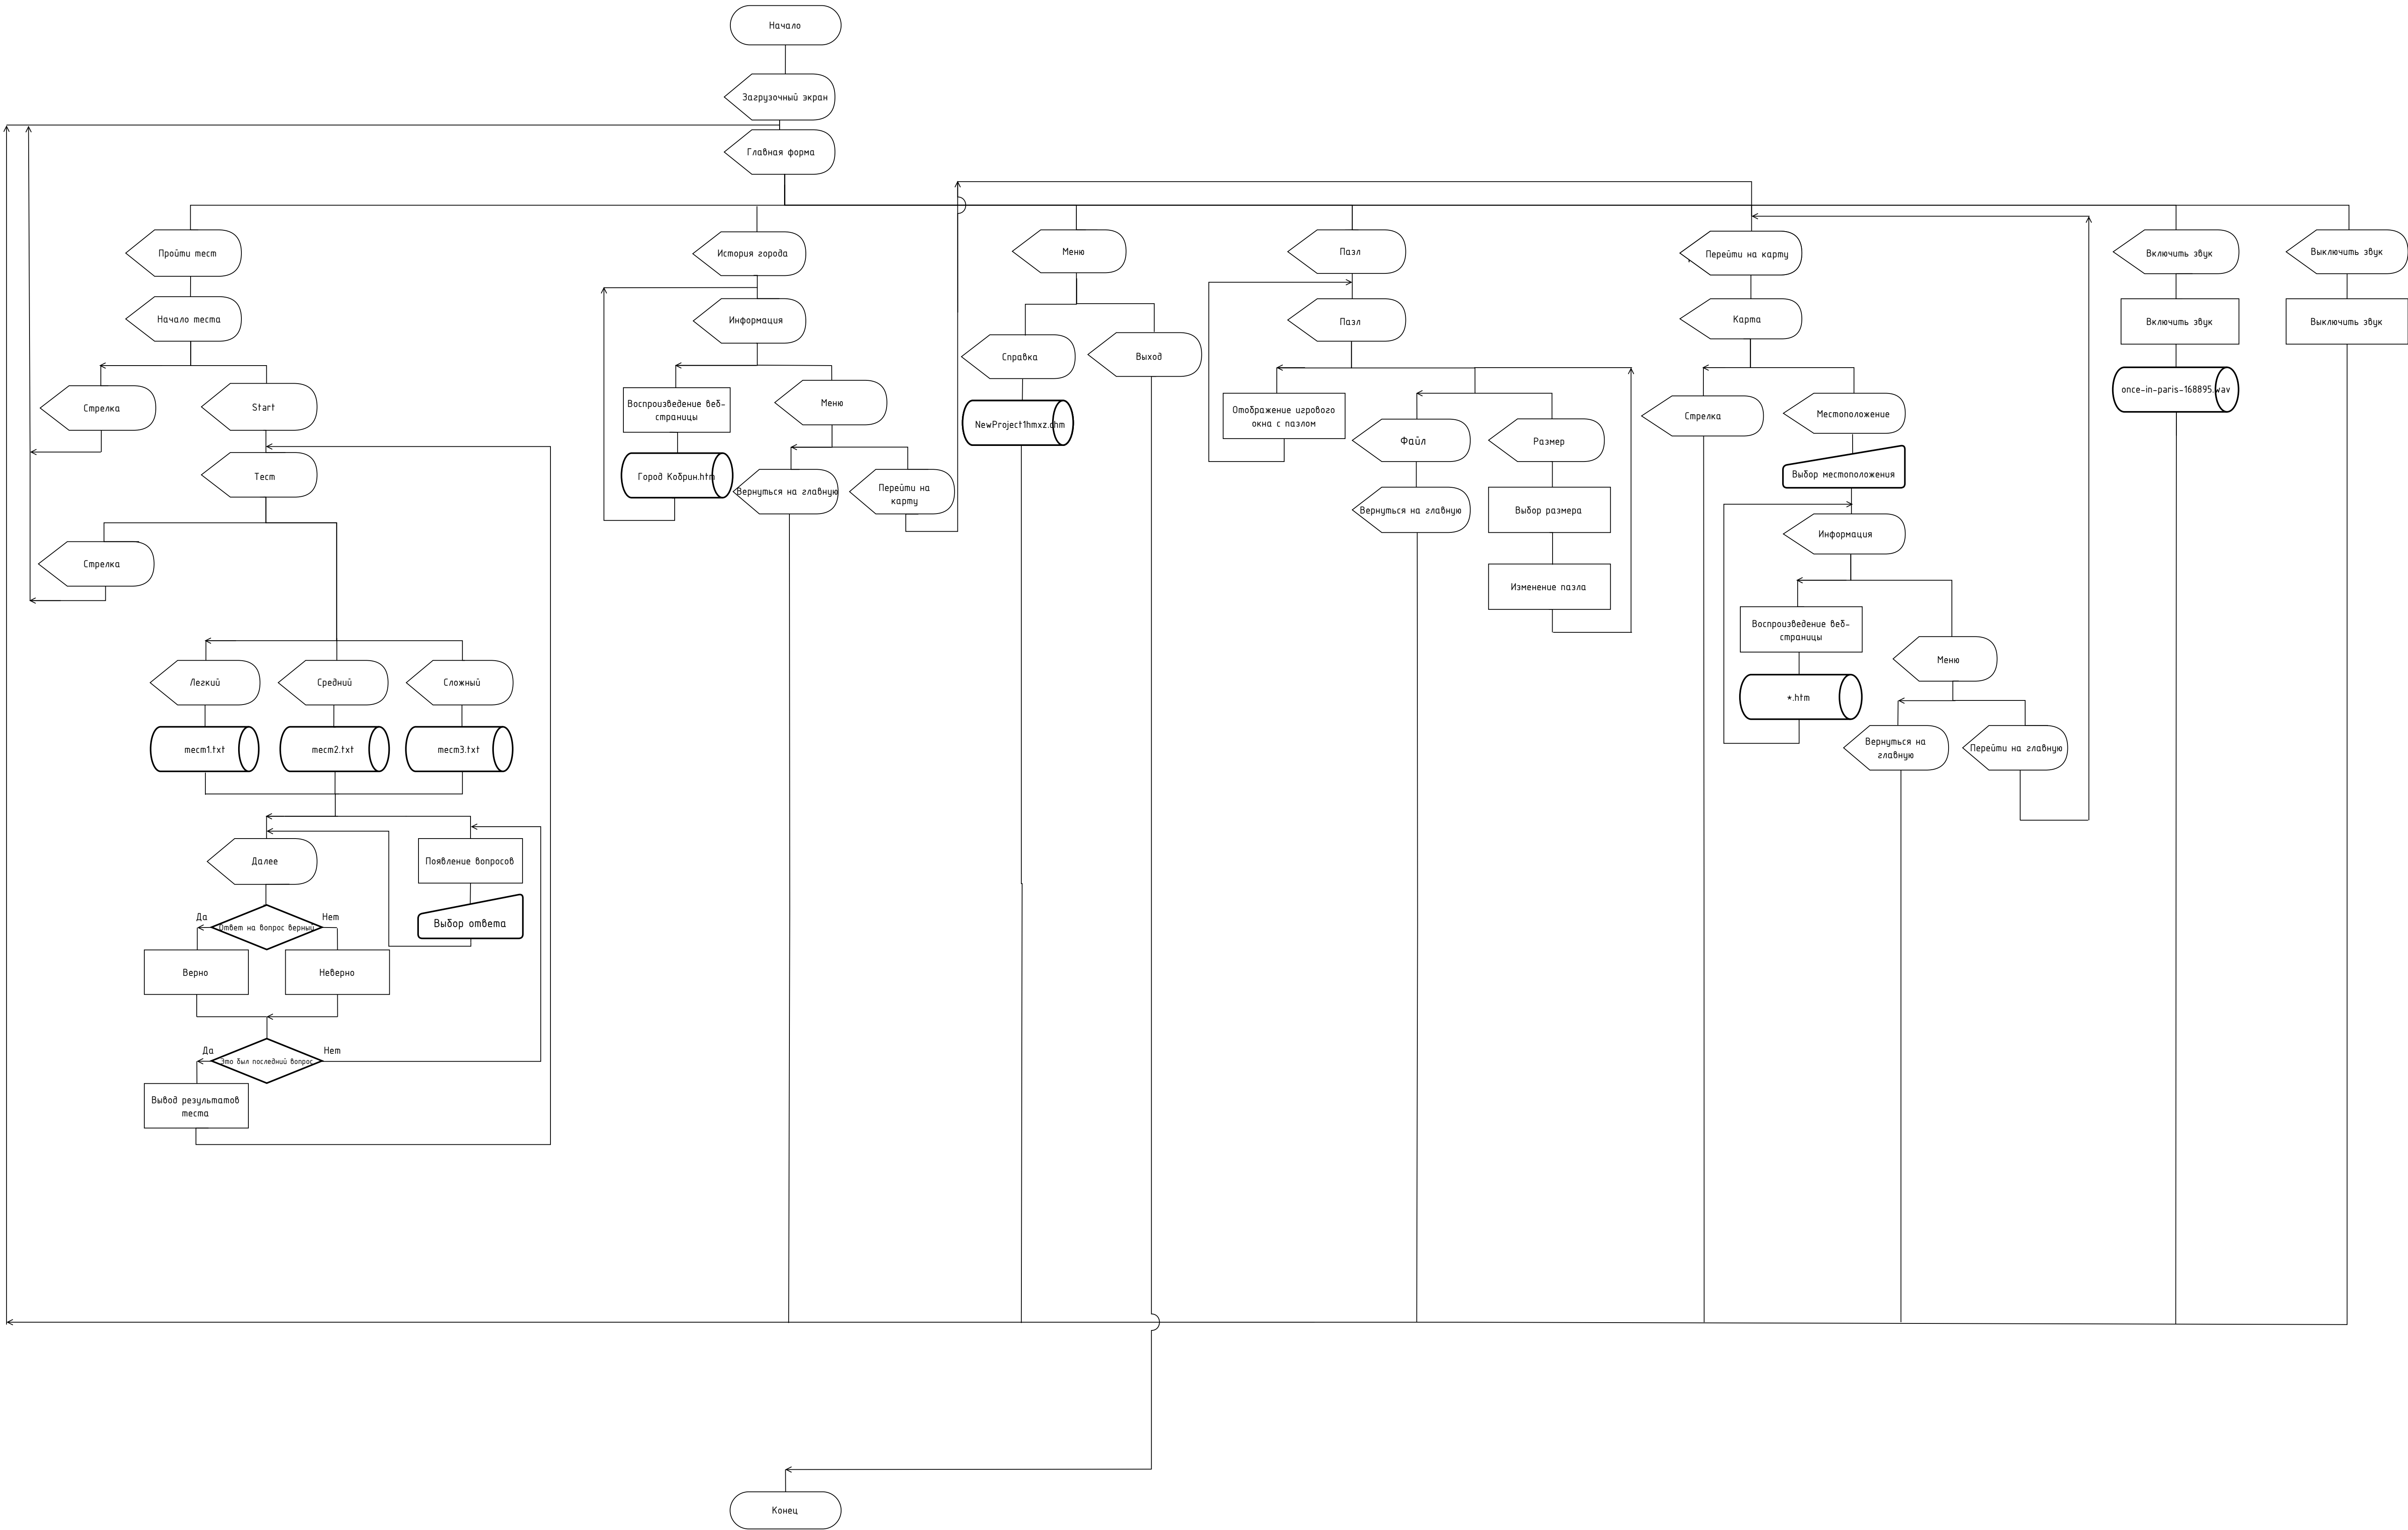 Начало
Загрузочный экран
Главная форма
Пройти тест
История города
Меню
Пазл
Перейти на карту
Включить звук
Выключить звук
Начало теста
Информация
Пазл
Карта
Включить звук
Выключить звук
Справка
Выход
once-in-paris-168895.wav
Стрелка
Start
Воспроизведение веб-
страницы
Меню
NewProject1hmxz.chm
Отображение игрового
окна с пазлом
Файл
Размер
Стрелка
Местоположение
Тест
Город Кобрин.htm
Вернуться на главную
Перейти на
карту
Вернуться на главную
Выбор размера
Выбор местоположения
Информация
Стрелка
Изменение пазла
Воспроизведение веб-
страницы
Меню
Легкий
Средний
Сложный
*.htm
тест1.txt
тест2.txt
тест3.txt
Вернуться на
главную
Перейти на главную
Далее
Появление вопросов
Да
Нет
Ответ на вопрос верный
Выбор ответа
Верно
Неверно
Да
Нет
Это был последний вопрос
Вывод результатов
теста
Конец